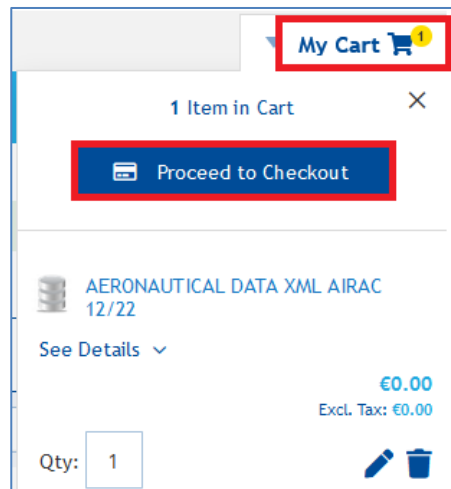 My Cart 1
1 Item in Cart
Proceed to Checkout
AERONAUTICAL DATA XML AIRAC
12/22
See Details
€0.00
Excl. Tax: €0.00
Qty: 1